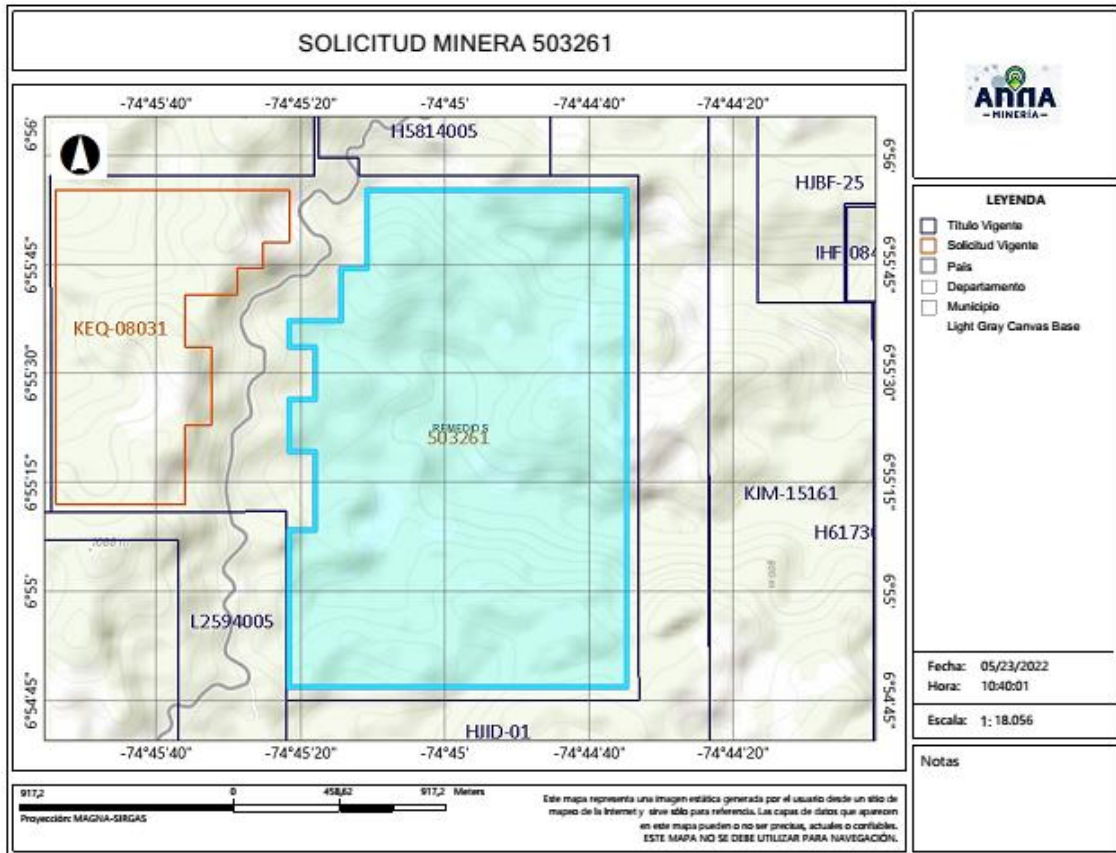 SOLICITUD MINERA 503261
ANNA
-MINERÍA-
-74°45'40" -74°45'20" -74°45' -74°44'40" -74°44'20"
6°56'
6°55'45"
6°55'30"
6°55'15"
6°55'
6°54'45"
H5814005
HJBF-25
IHF-084
KEQ-08031
REMEDIOS
503261
KJM-15161
H61730
1000 m
800 m
L2594005
HJID-01
6°56'
6°55'45"
6°55'30"
6°55'15"
6°55'
6°54'45"
-74°45'40" -74°45'20" -74°45' -74°44'40" -74°44'20"
LEYENDA
Titulo Vigente
Solicitud Vigente
Pais
Departamento
Municipio
Light Gray Canvas Base
Fecha: 05/23/2022
Hora: 10:40:01
Escala: 1: 18.056
Notas
917,2 0 458,62 917,2 Meters
Proyección: MAGNA-SIRGAS
Este mapa representa una imagen estática generada por el usuario desde un sitio de
mapeo de la Internet y sirve sólo para referencia. Las capas de datos que aparecen
en este mapa pueden o no ser precisas, actuales o confiables.
ESTE MAPA NO SE DEBE UTILIZAR PARA NAVEGACIÓN.